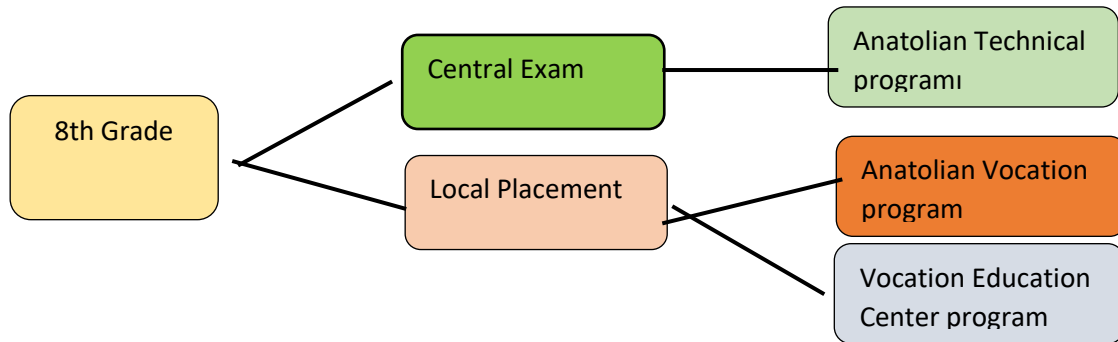 8th Grade
Central Exam
Local Placement
Anatolian Technical
programı
Anatolian Vocation
program
Vocation Education
Center program